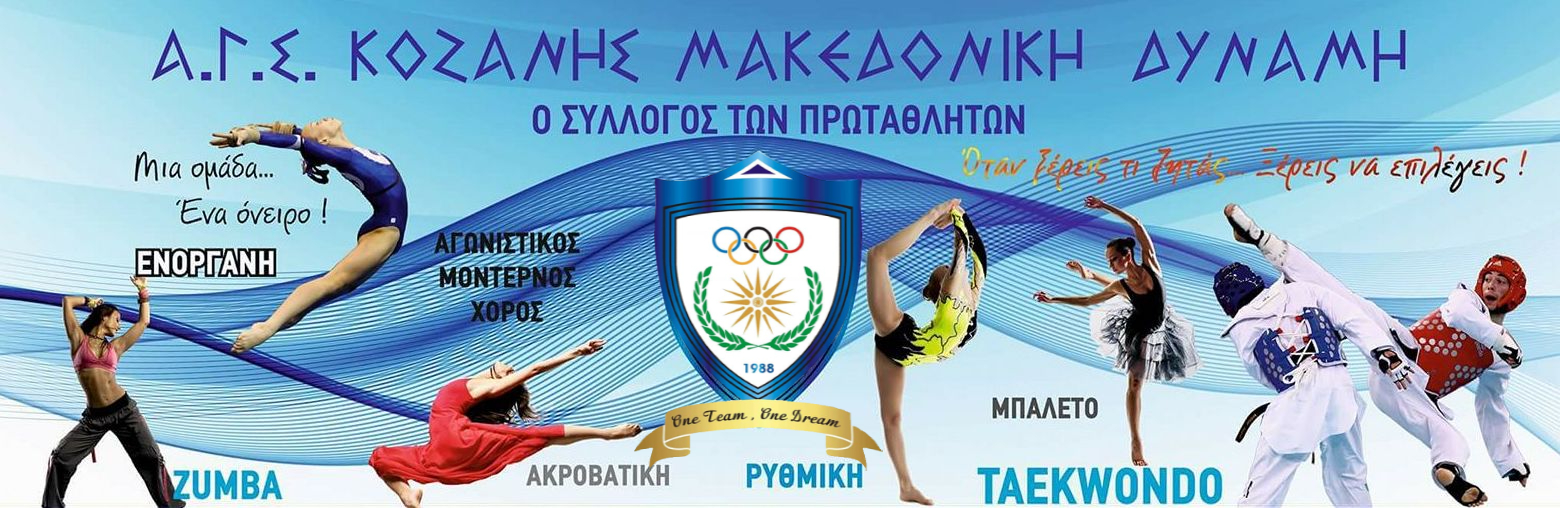 Α.Γ.Σ. ΚΟΖΑΝΗΣ ΜΑΚΕΔΟΝΙΚΗ ΔΥΝΑΜΗ
Ο ΣΥΛΛΟΓΟΣ ΤΩΝ ΠΡΩΤΑΘΛΗΤΩΝ
Μια ομάδα...
Ένα όνειρο !
Όταν ξέρεις τι ζητάς... Ξέρεις να επιλέγεις !
ΕΝΟΡΓΑΝΗ
ΑΓΩΝΙΣΤΙΚΟΣ
ΜΟΝΤΕΡΝΟΣ
ΧΟΡΟΣ
1988
One Team , One Dream
ΜΠΑΛΕΤΟ
ZUMBA
ΑΚΡΟΒΑΤΙΚΗ
ΡΥΘΜΙΚΗ
TAEKWONDO